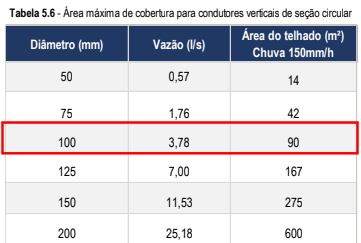 Tabela 5.6 - Área máxima de cobertura para condutores verticais de seção circular
Diâmetro (mm) Vazão (l/s) Área do telhado (m²) Chuva 150mm/h
50 0,57 14
75 1,76 42
100 3,78 90
125 7,00 167
150 11,53 275
200 25,18 600